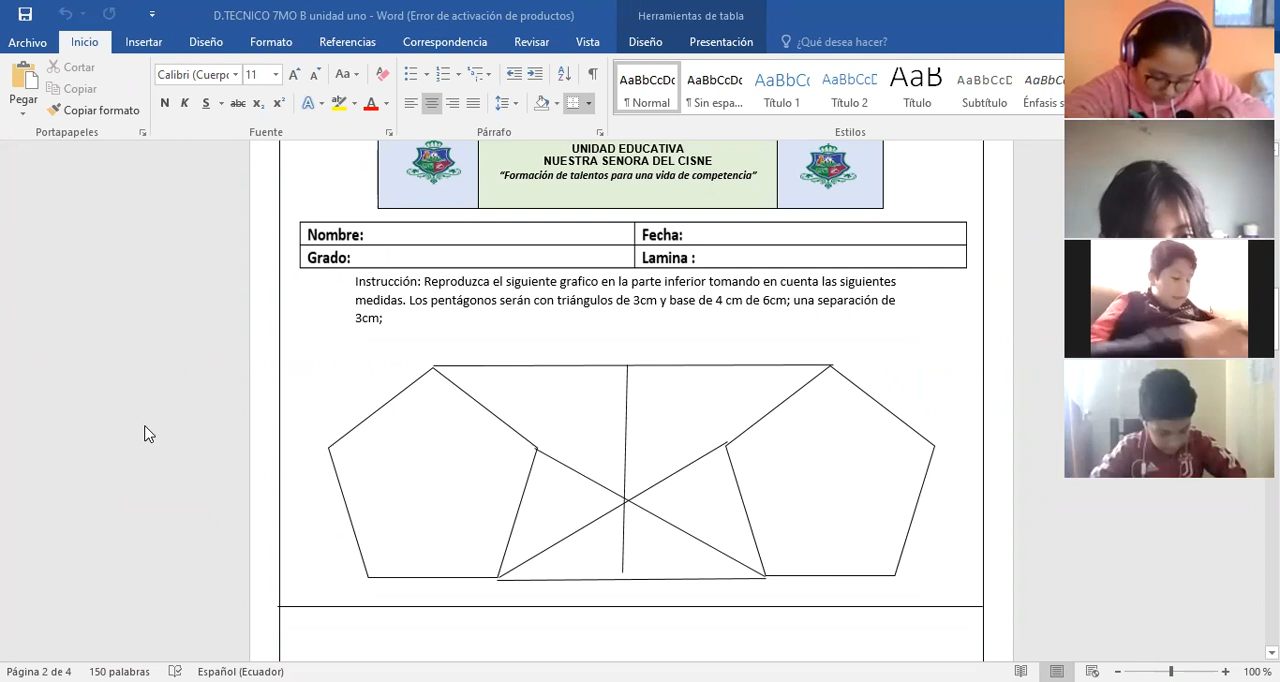 D.TECNICO 7MO B unidad uno - Word (Error de activación de productos)
Herramientas de tabla
Archivo Inicio Insertar Diseño Formato Referencias Correspondencia Revisar Vista Diseño Presentación ¿Qué desea hacer?
Pegar
Cortar
Copiar
Copiar formato
Portapapeles
Calibri (Cuerpo 11
N K S abc x₂ x²
Fuente
Párrafo
AaBbCcDc AaBbCcDc AaBbCc AaBbCcD AaB AaBbCcD AaBbCc
¶ Normal ¶ Sin espa... Título 1 Título 2 Título Subtítulo Énfasis s
Estilos
UNIDAD EDUCATIVA
NUESTRA SENORA DEL CISNE
“Formación de talentos para una vida de competencia”
Nombre: Fecha:
Grado: Lamina :
Instrucción: Reproduzca el siguiente grafico en la parte inferior tomando en cuenta las siguientes
medidas. Los pentágonos serán con triángulos de 3cm y base de 4 cm de 6cm; una separación de
3cm;
Página 2 de 4 150 palabras Español (Ecuador) 100 %